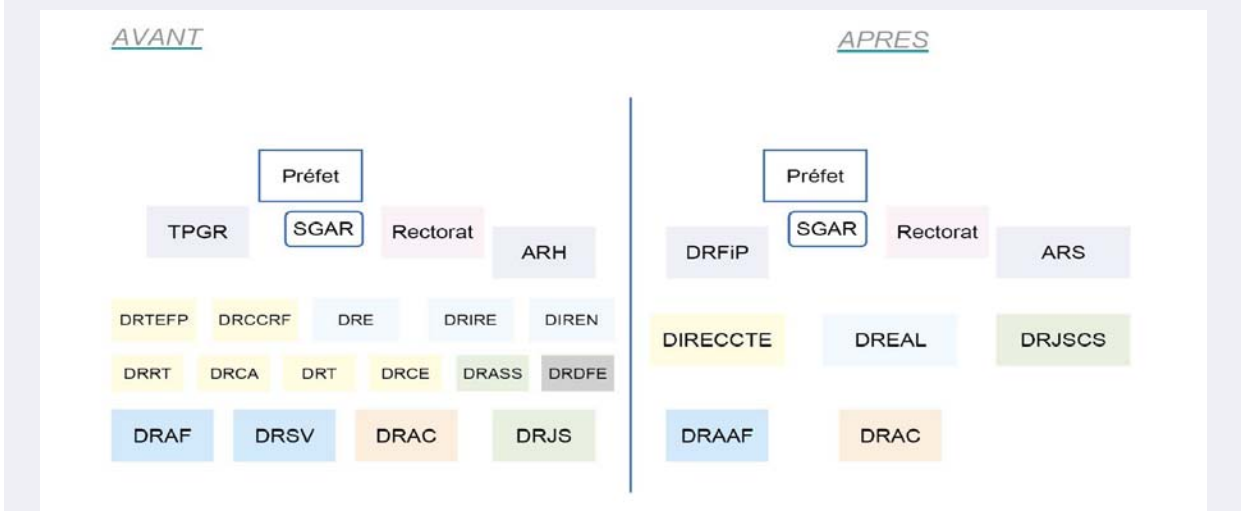 AVANT
APRES
Préfet
TPGR
SGAR
Rectorat
ARH
DRTEFP DRCCRF DRE DRIRE DIREN
DRRT DRCA DRT DRCE DRASS DRDFE
DRAF DRSV DRAC DRJS
Préfet
DRFiP
SGAR
Rectorat
ARS
DIRECCTE DREAL DRJSCS
DRAAF DRAC